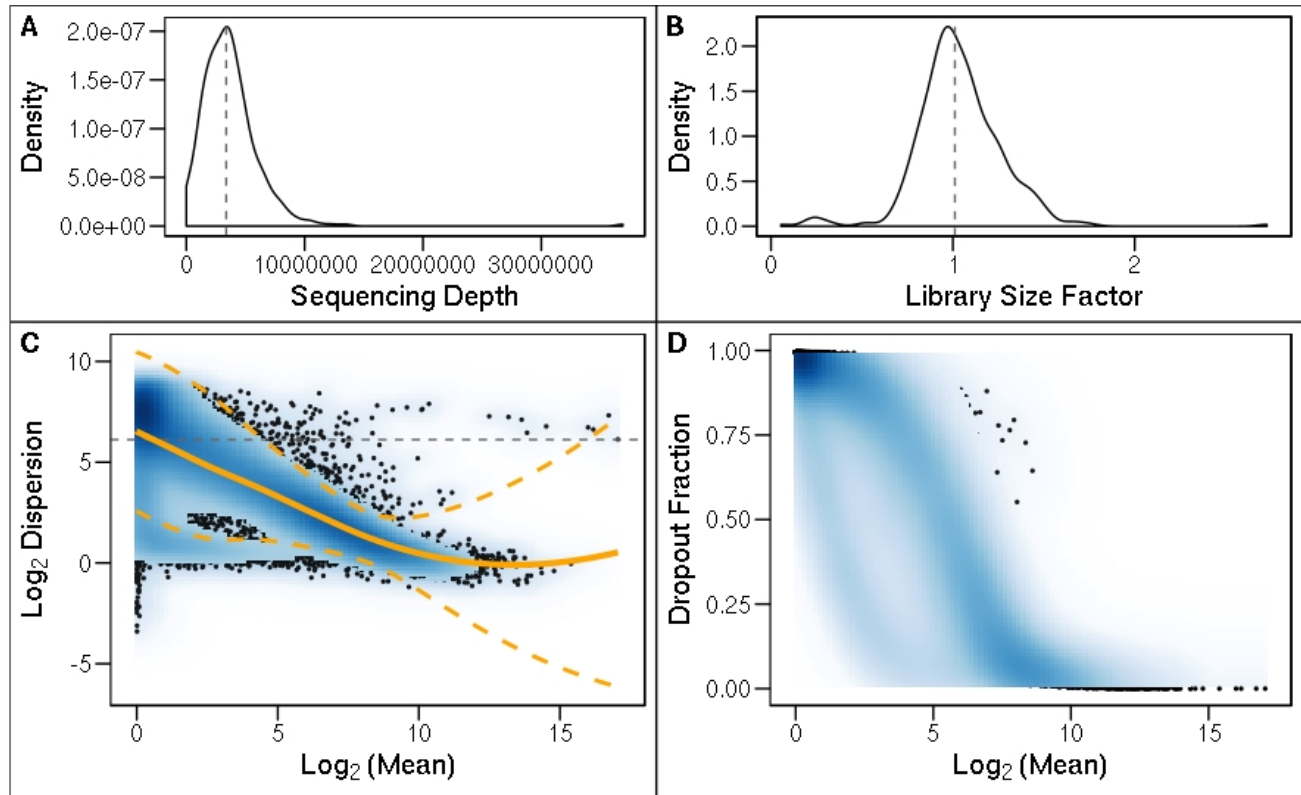 A
2.0e-07
1.5e-07
1.0e-07
5.0e-08
0.0e+00
Density
0 10000000 20000000 30000000
Sequencing Depth
B
2.0
1.5
1.0
0.5
0.0
Density
0 1 2
Library Size Factor
C
10
5
0
-5
Log2 Dispersion
0 5 10 15
Log2 (Mean)
D
1.00
0.75
0.50
0.25
0.00
Dropout Fraction
0 5 10 15
Log2 (Mean)